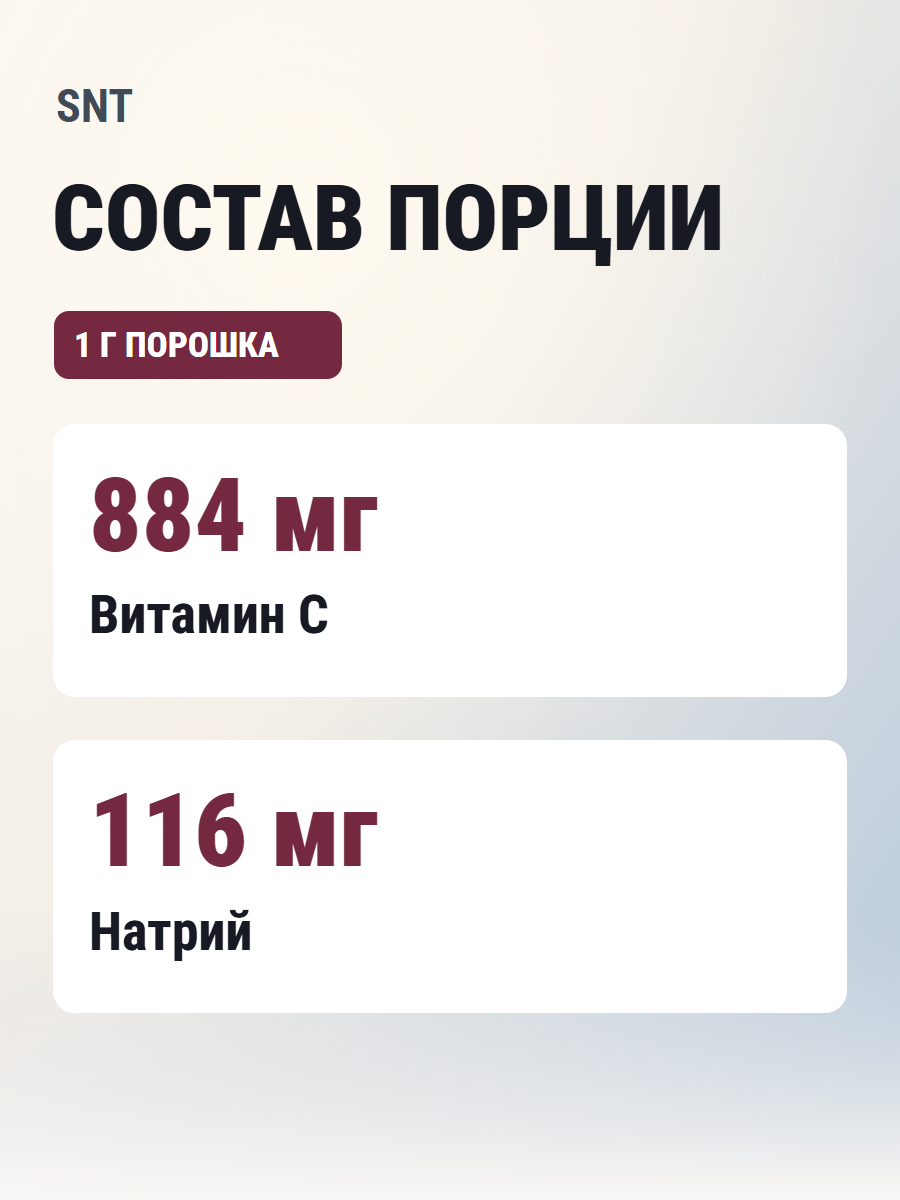 SNT
СОСТАВ ПОРЦИИ
1 Г ПОРОШКА
884 мг
Витамин С
116 мг
Натрий